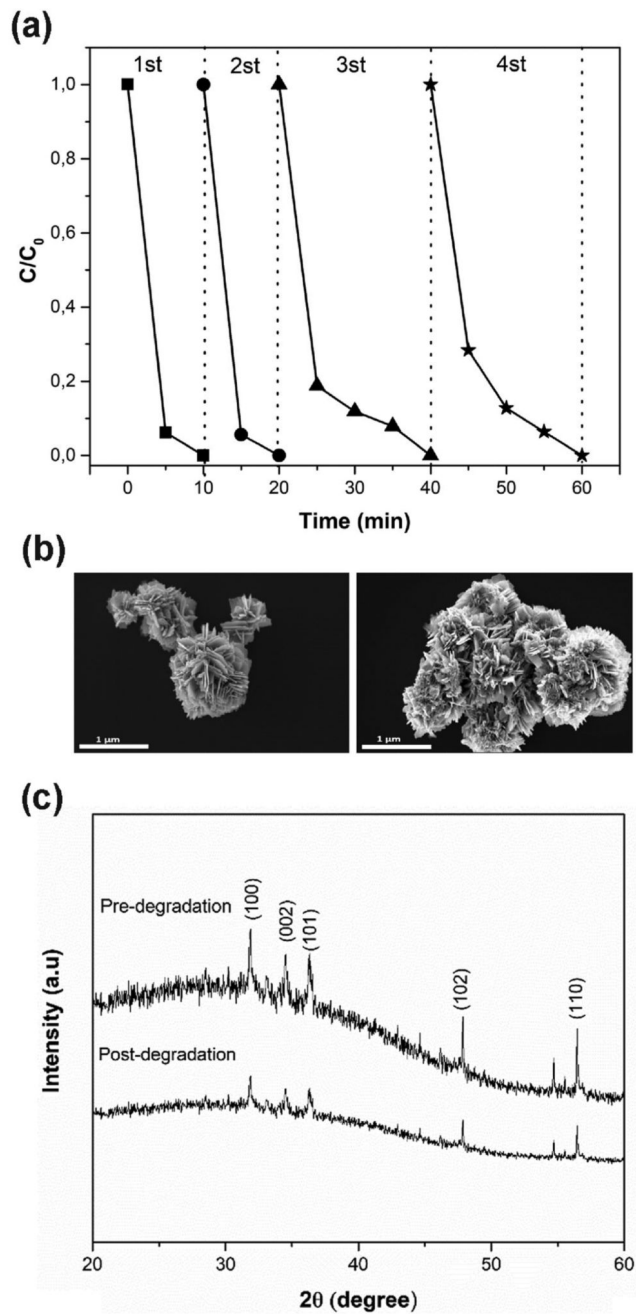 (a)
1st 2st 3st 4st
1,0
0,8
0,6
0,4
0,2
0,0
C/C0
0 10 20 30 40 50 60
Time (min)
(b)
1 µm 1 µm
(c)
Pre-degradation
(100)
(002)
(101)
(102)
(110)
Post-degradation
Intensity (a.u)
20 30 40 50 60
2θ (degree)